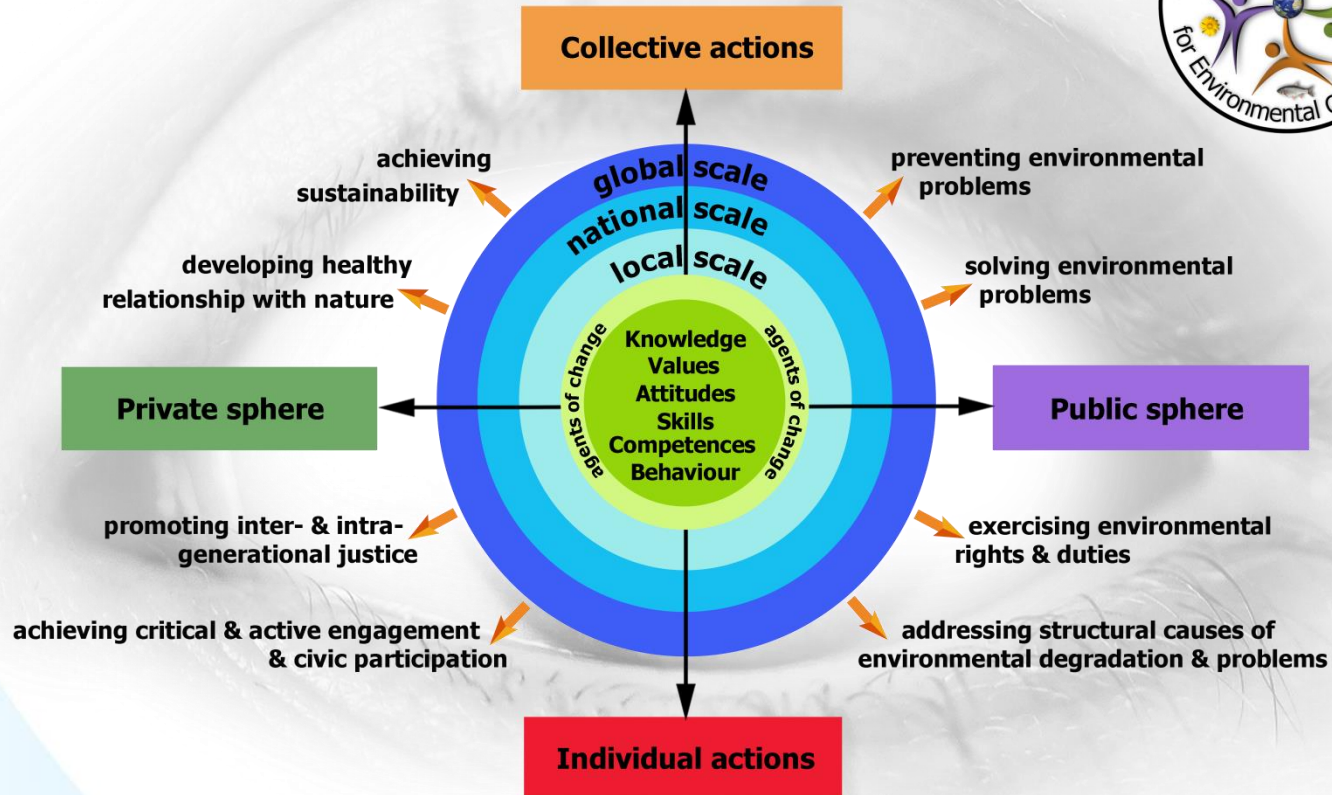 Collective actions
for Environmental
achieving
sustainability
global scale
preventing environmental
problems
national scale
developing healthy
relationship with nature
local scale
solving environmental
problems
agents of change
Knowledge
Values
Attitudes
Skills
Competences
Behaviour
agents of change
Private sphere
Public sphere
promoting inter- & intra-
generational justice
exercising environmental
rights & duties
achieving critical & active engagement
& civic participation
addressing structural causes of
environmental degradation & problems
Individual actions